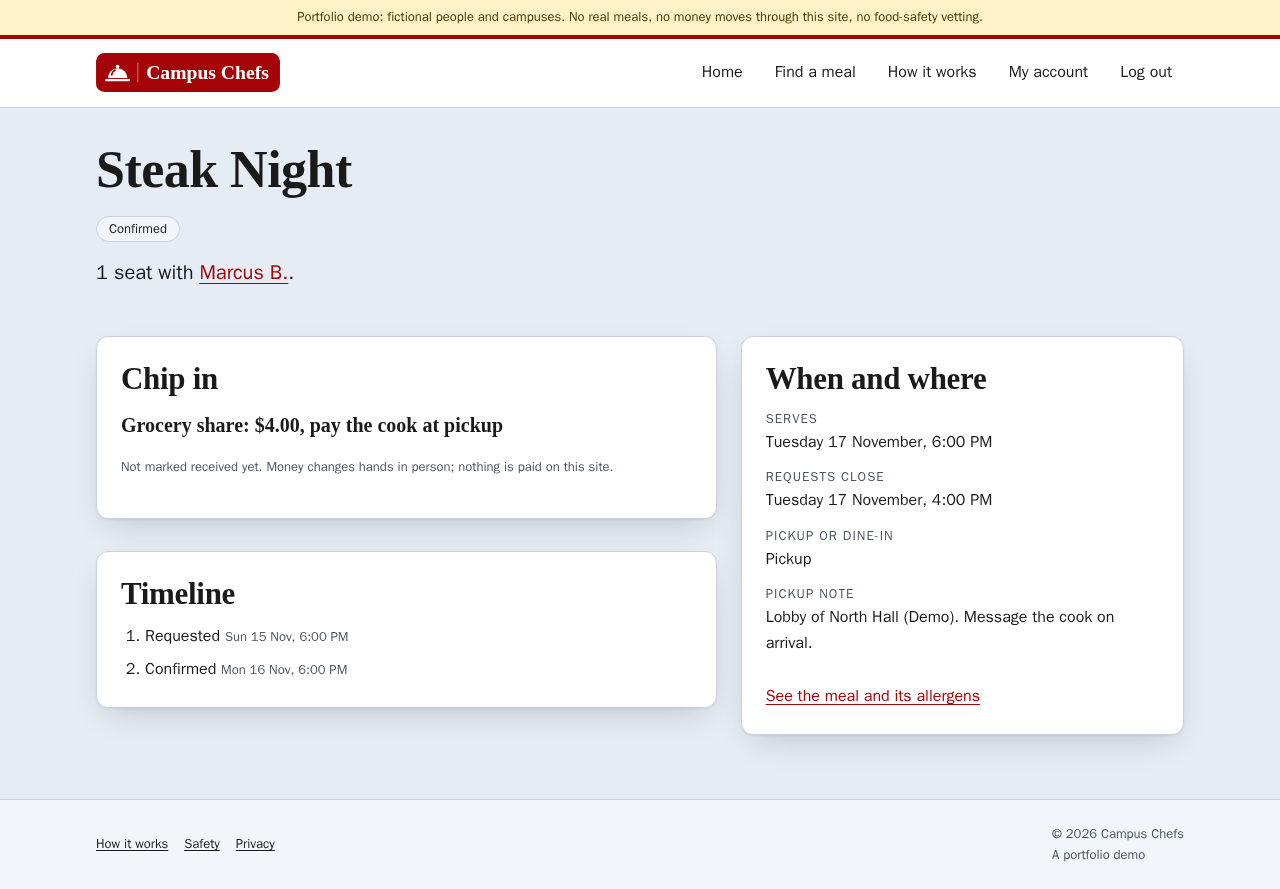 Portfolio demo: fictional people and campuses. No real meals, no money moves through this site, no food-safety vetting.
Campus Chefs
Home
Find a meal
How it works
My account
Log out
Steak Night
Confirmed
1 seat with Marcus B..
Chip in
Grocery share: $4.00, pay the cook at pickup
Not marked received yet. Money changes hands in person; nothing is paid on this site.
Timeline
1. Requested Sun 15 Nov, 6:00 PM
2. Confirmed Mon 16 Nov, 6:00 PM
When and where
SERVES
Tuesday 17 November, 6:00 PM
REQUESTS CLOSE
Tuesday 17 November, 4:00 PM
PICKUP OR DINE-IN
Pickup
PICKUP NOTE
Lobby of North Hall (Demo). Message the cook on
arrival.
See the meal and its allergens
How it works
Safety
Privacy
© 2026 Campus Chefs
A portfolio demo